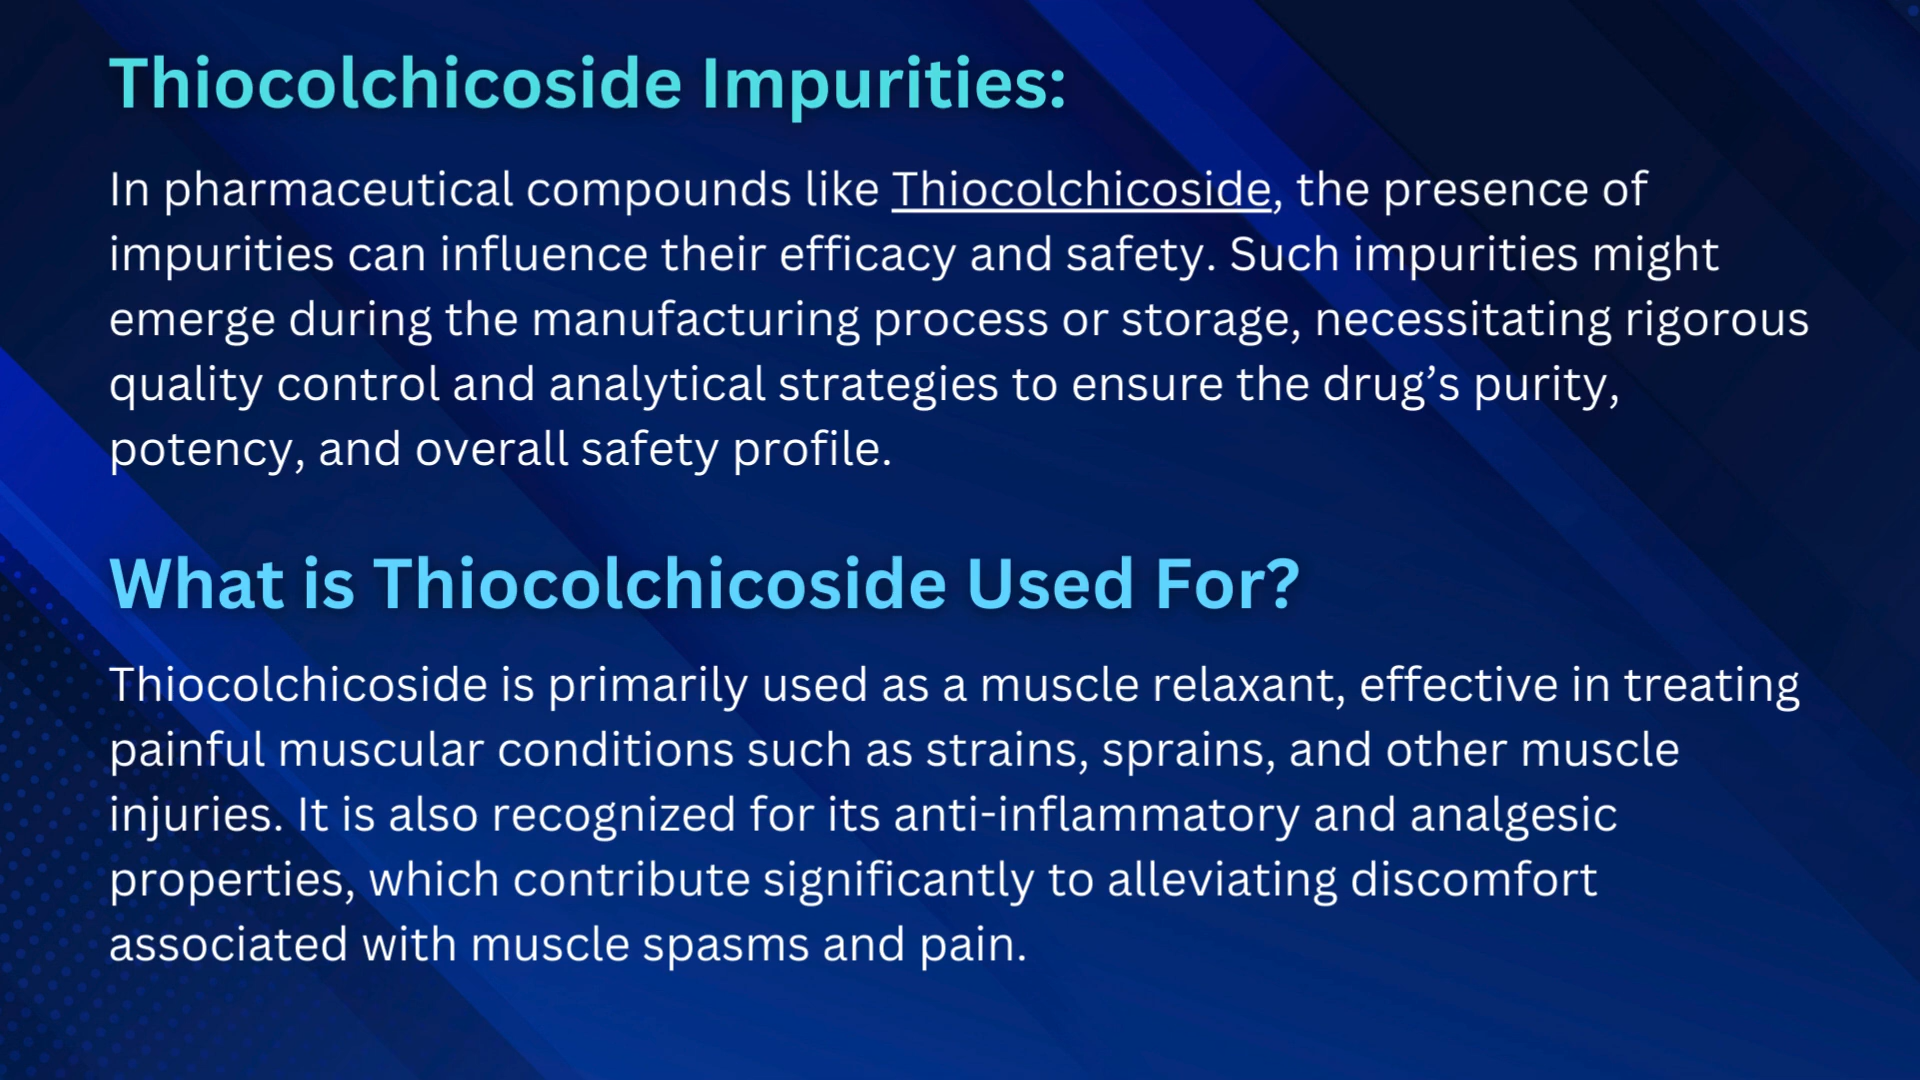 Thiocolchicoside Impurities:
In pharmaceutical compounds like Thiocolchicoside, the presence of
impurities can influence their efficacy and safety. Such impurities might
emerge during the manufacturing process or storage, necessitating rigorous
quality control and analytical strategies to ensure the drug’s purity,
potency, and overall safety profile.
What is Thiocolchicoside Used For?
Thiocolchicoside is primarily used as a muscle relaxant, effective in treating
painful muscular conditions such as strains, sprains, and other muscle
injuries. It is also recognized for its anti-inflammatory and analgesic
properties, which contribute significantly to alleviating discomfort
associated with muscle spasms and pain.